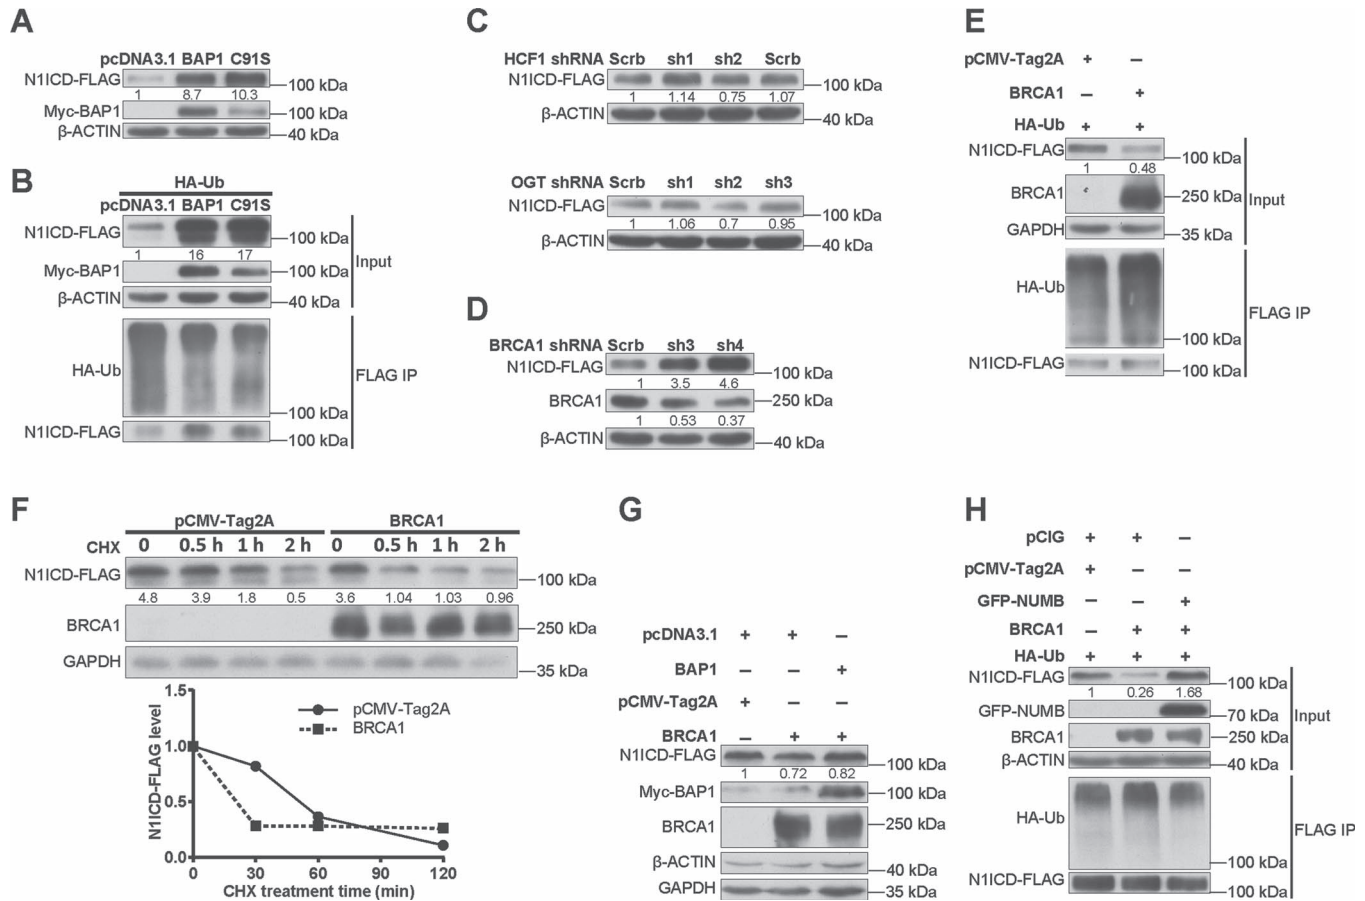 A
pcDNA3.1 BAP1 C91S
N1ICD-FLAG 100 kDa
1 8.7 10.3
Myc-BAP1 100 kDa
β-ACTIN 40 kDa
B
HA-Ub
pcDNA3.1 BAP1 C91S
N1ICD-FLAG 100 kDa
1 16 17
Myc-BAP1 100 kDa
β-ACTIN 40 kDa
Input
HA-Ub 100 kDa
N1ICD-FLAG 100 kDa
FLAG IP
C
HCF1 shRNA Scrb sh1 sh2 Scrb
N1ICD-FLAG 100 kDa
1 1.14 0.75 1.07
β-ACTIN 40 kDa
OGT shRNA Scrb sh1 sh2 sh3
N1ICD-FLAG 100 kDa
1 1.06 0.7 0.95
β-ACTIN 40 kDa
D
BRCA1 shRNA Scrb sh3 sh4
N1ICD-FLAG 100 kDa
1 3.5 4.6
BRCA1 250 kDa
1 0.53 0.37
β-ACTIN 40 kDa
E
pCMV-Tag2A + −
BRCA1 − +
HA-Ub + +
N1ICD-FLAG 100 kDa
1 0.48
BRCA1 250 kDa
GAPDH 35 kDa
Input
HA-Ub 100 kDa
N1ICD-FLAG 100 kDa
FLAG IP
F
pCMV-Tag2A BRCA1
CHX 0 0.5 h 1 h 2 h 0 0.5 h 1 h 2 h
N1ICD-FLAG 100 kDa
4.8 3.9 1.8 0.5 3.6 1.04 1.03 0.96
BRCA1 250 kDa
GAPDH 35 kDa
N1ICD-FLAG level
1.5
1.0
0.5
0.0
pCMV-Tag2A
BRCA1
0 30 60 90 120
CHX treatment time (min)
G
pcDNA3.1 + + −
BAP1 − − +
pCMV-Tag2A + − −
BRCA1 − + +
N1ICD-FLAG 100 kDa
1 0.72 0.82
Myc-BAP1 100 kDa
BRCA1 250 kDa
β-ACTIN 40 kDa
GAPDH 35 kDa
H
pCIG + + −
pCMV-Tag2A + − −
GFP-NUMB − − +
BRCA1 − + +
HA-Ub + + +
N1ICD-FLAG 100 kDa
1 0.26 1.68
GFP-NUMB 70 kDa
BRCA1 250 kDa
β-ACTIN 40 kDa
Input
HA-Ub 100 kDa
N1ICD-FLAG 100 kDa
FLAG IP